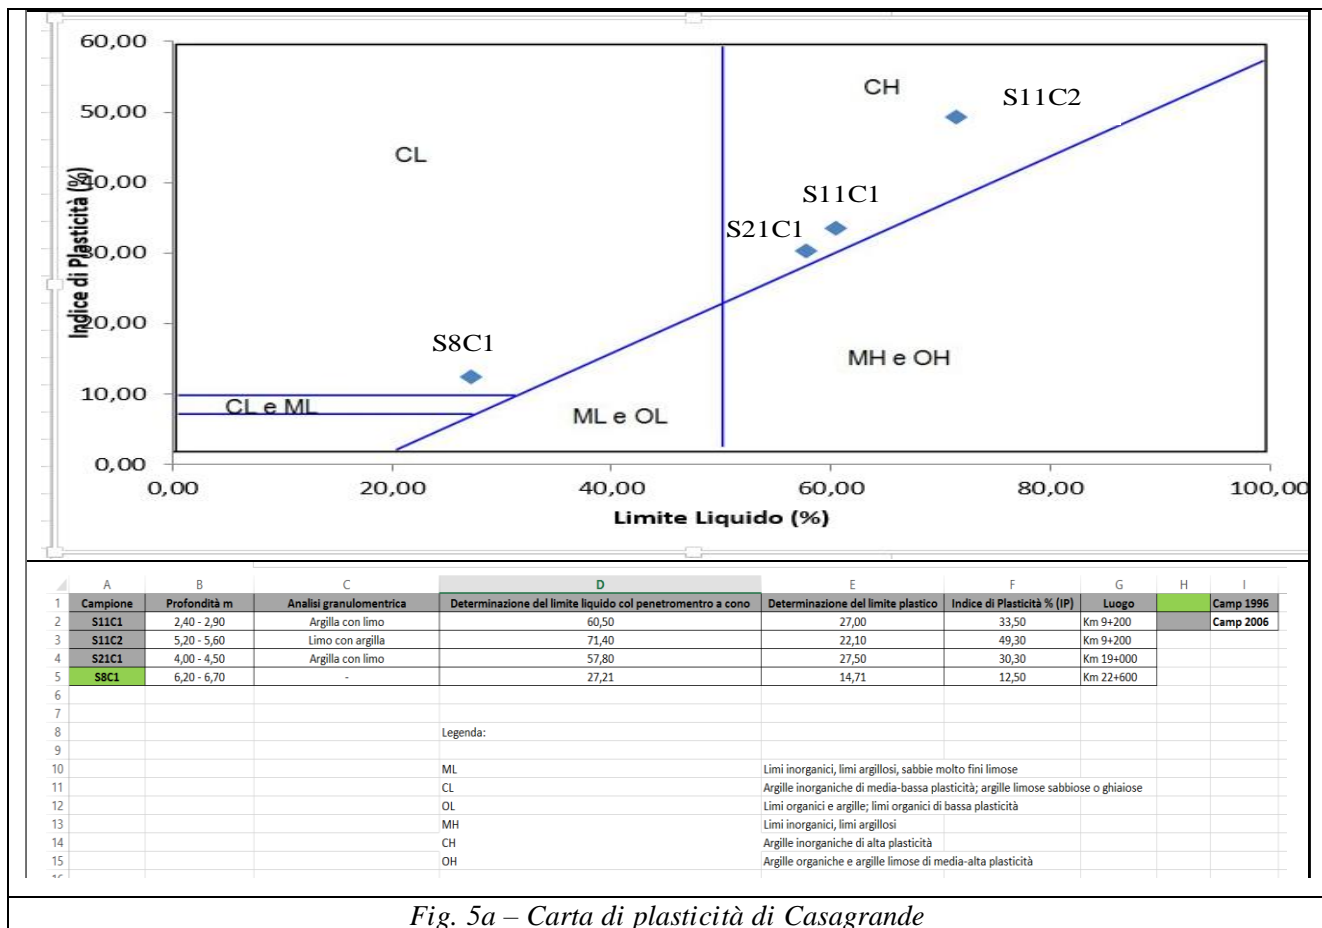 60,00
50,00
40,00
30,00
20,00
10,00
0,00
Indice di Plasticità (%)
CL
CH
S11C2
S11C1
S21C1
S8C1
CL e ML
ML e OL
MH e OH
0,00 20,00 40,00 60,00 80,00 100,00
Limite Liquido (%)
A B C D E F G H I
1 Campione Profondità m Analisi granulomentrica Determinazione del limite liquido col penetromentro a cono Determinazione del limite plastico Indice di Plasticità % (IP) Luogo Camp 1996
2 S11C1 2,40 - 2,90 Argilla con limo 60,50 27,00 33,50 Km 9+200 Camp 2006
3 S11C2 5,20 - 5,60 Limo con argilla 71,40 22,10 49,30 Km 9+200
4 S21C1 4,00 - 4,50 Argilla con limo 57,80 27,50 30,30 Km 19+000
5 S8C1 6,20 - 6,70 - 27,21 14,71 12,50 Km 22+600
6
7
8 Legenda:
9
10 ML Limi inorganici, limi argillosi, sabbie molto fini limose
11 CL Argille inorganiche di media-bassa plasticità; argille limose sabbiose o ghiaiose
12 OL Limi organici e argille; limi organici di bassa plasticità
13 MH Limi inorganici, limi argillosi
14 CH Argille inorganiche di alta plasticità
15 OH Argille organiche e argille limose di media-alta plasticità
Fig. 5a – Carta di plasticità di Casagrande